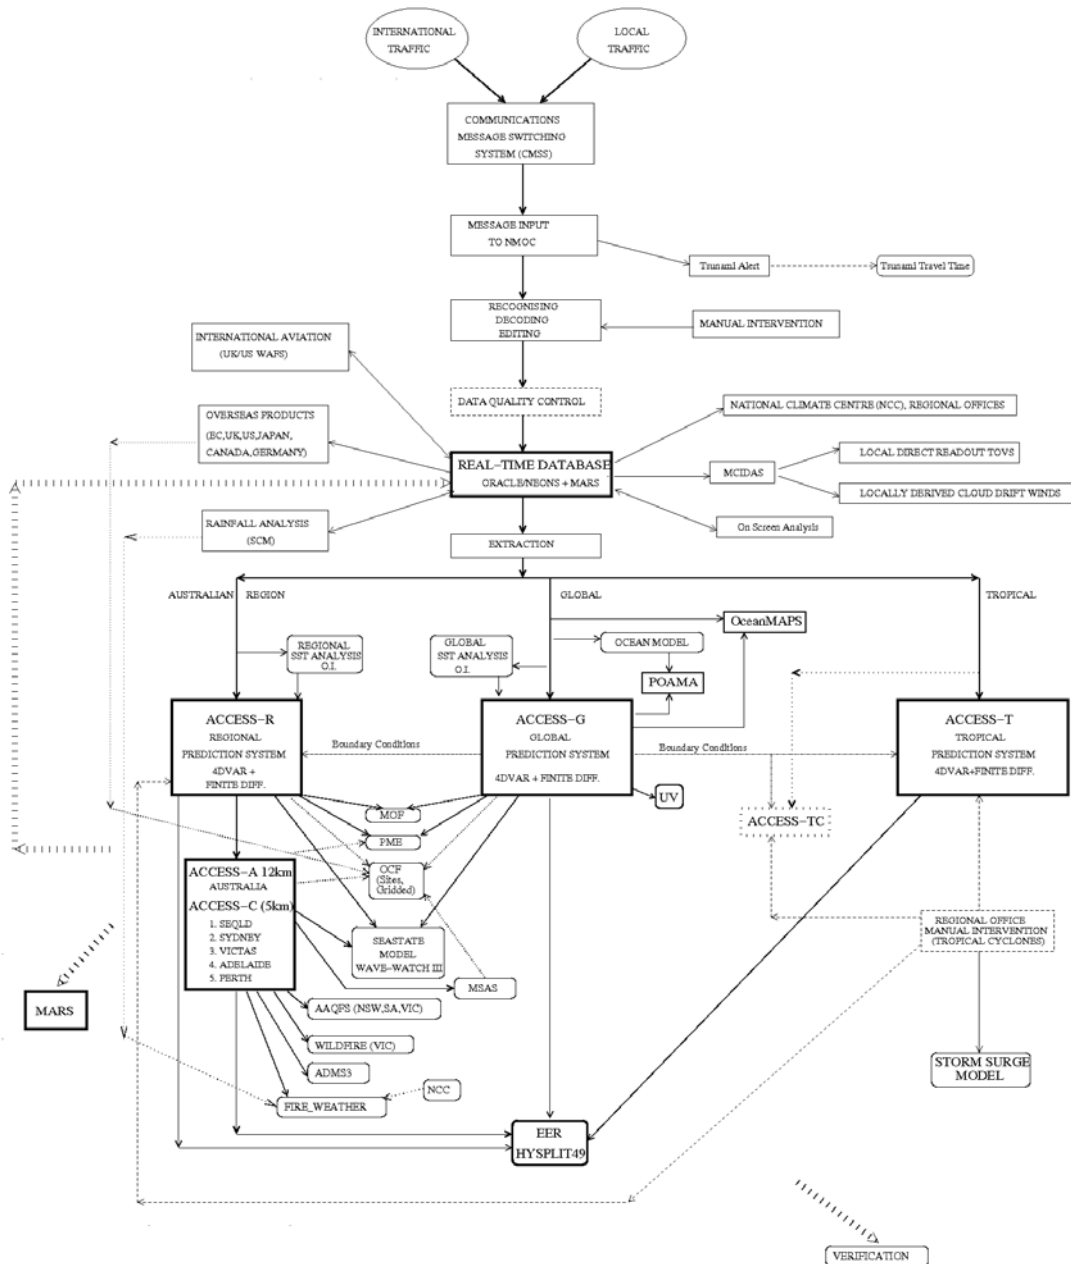 INTERNATIONAL
TRAFFIC
LOCAL
TRAFFIC
COMMUNICATIONS
MESSAGE SWITCHING
SYSTEM (CMSS)
MESSAGE INPUT
TO NMOC
Tsunami Alert
Tsunami Travel Time
RECOGNISING
DECODING
EDITING
MANUAL INTERVENTION
INTERNATIONAL AVIATION
(UK/US WAFS)
DATA QUALITY CONTROL
NATIONAL CLIMATE CENTRE (NCC), REGIONAL OFFICES
OVERSEAS PRODUCTS
(EC,UK,US,JAPAN,
CANADA,GERMANY)
REAL-TIME DATABASE
ORACLE/NEONS + MARS
MCIDAS
LOCAL DIRECT READOUT TOVS
LOCALLY DERIVED CLOUD DRIFT WINDS
RAINFALL ANALYSIS
(SCM)
On Screen Analysis
EXTRACTION
AUSTRALIAN REGION
GLOBAL
TROPICAL
REGIONAL
SST ANALYSIS
O.I.
GLOBAL
SST ANALYSIS
O.I.
OCEAN MODEL
OceanMAPS
POAMA
ACCESS-R
REGIONAL
PREDICTION SYSTEM
4DVAR +
FINITE DIFF.
Boundary Conditions
ACCESS-G
GLOBAL
PREDICTION SYSTEM
4DVAR + FINITE DIFF.
Boundary Conditions
ACCESS-T
TROPICAL
PREDICTION SYSTEM
4DVAR+FINITE DIFF.
UV
MOF
ACCESS-TC
PME
OCF
(Sites,
Gridded)
ACCESS-A 12km
AUSTRALIA
ACCESS-C (5km)
1. SEQLD
2. SYDNEY
3. VICTAS
4. ADELAIDE
5. PERTH
SEASTATE
MODEL
WAVE-WATCH III
REGIONAL OFFICE
MANUAL INTERVENTION
(TROPICAL CYCLONES)
MSAS
MARS
AAQFS (NSW,SA,VIC)
WILDFIRE (VIC)
ADMS3
NCC
FIRE_WEATHER
STORM SURGE
MODEL
EER
HYSPLIT49
VERIFICATION